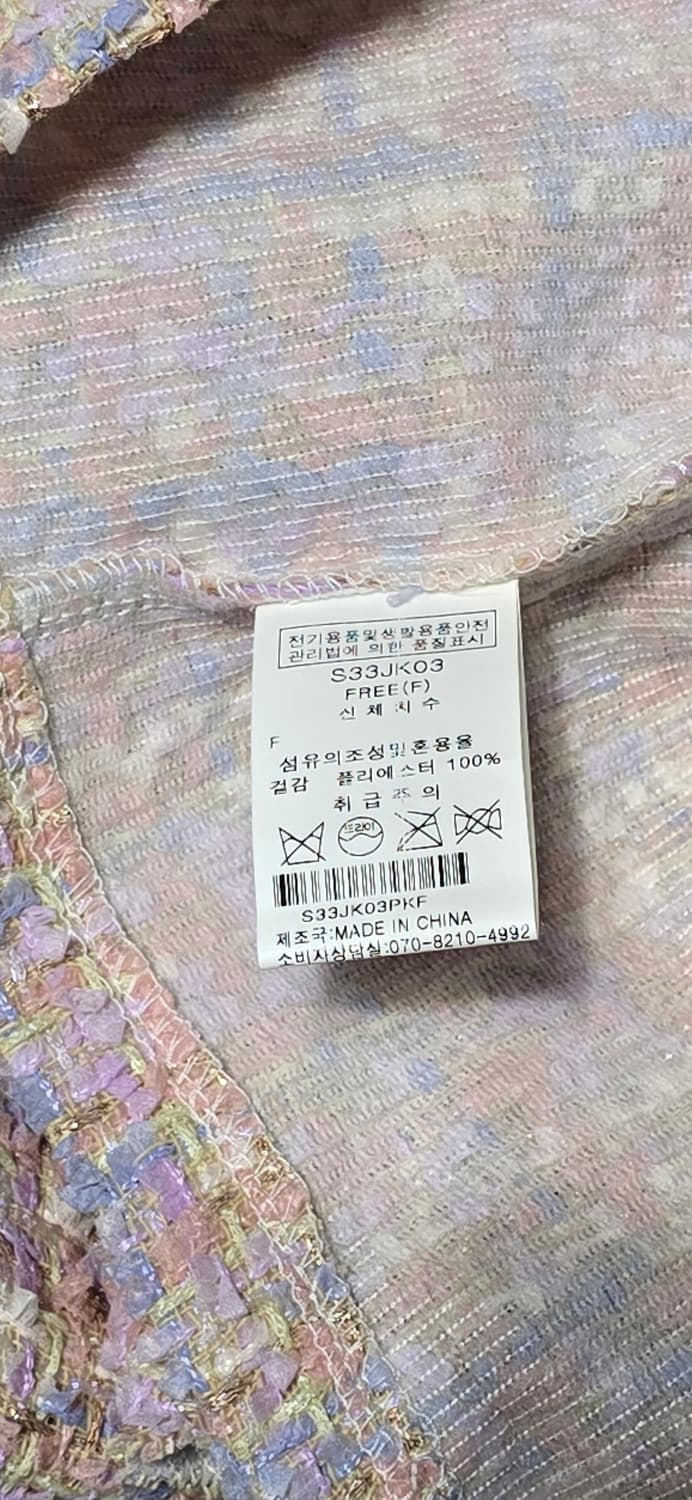 전기용품및생활용품안전
관리법에 의한 품질표시
S33JK03
FREE(F)
신 체 치 수
F
섬유의조성및혼용율
겉감 폴리에스터 100%
취 급 주 의
드라이
S33JK03PKF
제조국:MADE IN CHINA
소비자상담실:070-8210-4992